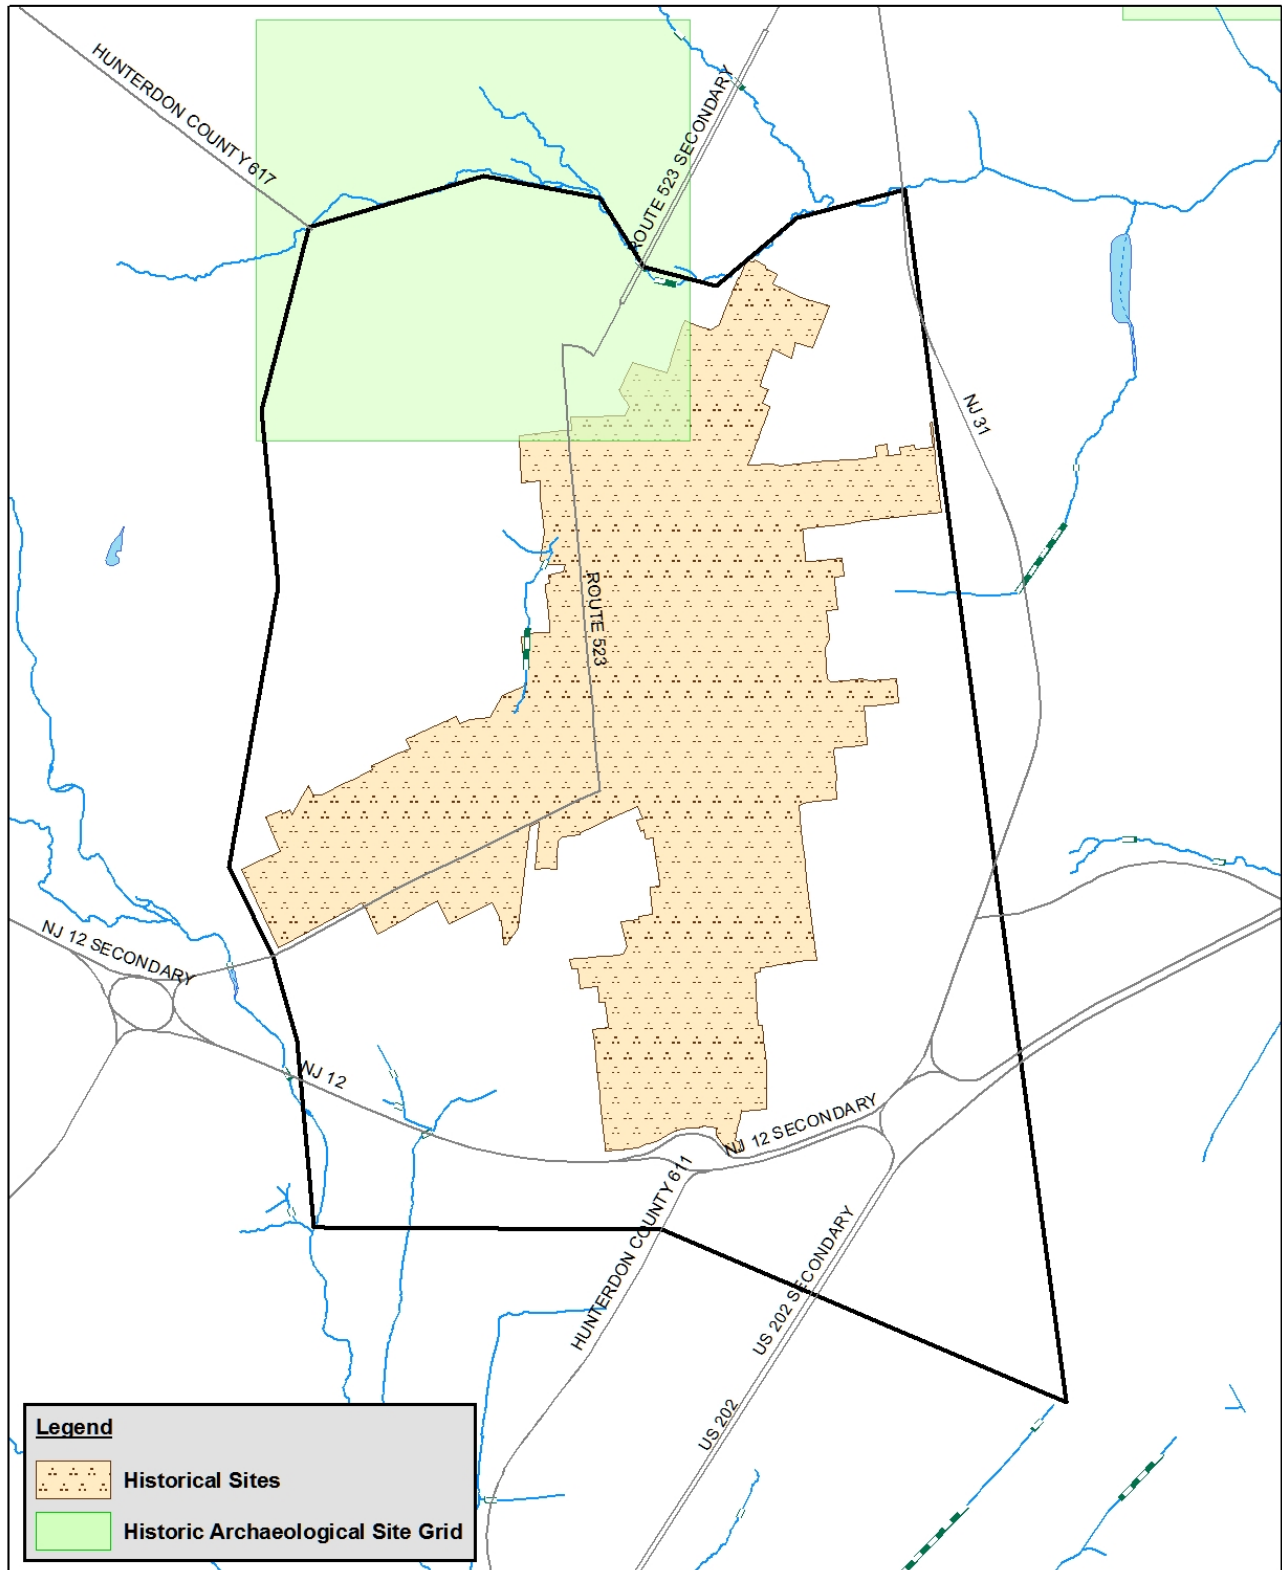 HUNTERDON COUNTY 617
ROUTE 523 SECONDARY
NJ 31
ROUTE 523
NJ 12 SECONDARY
NJ 12
NJ 12 SECONDARY
HUNTERDON COUNTY 611
US 202 SECONDARY
US 202
Legend
Historical Sites
Historic Archaeological Site Grid